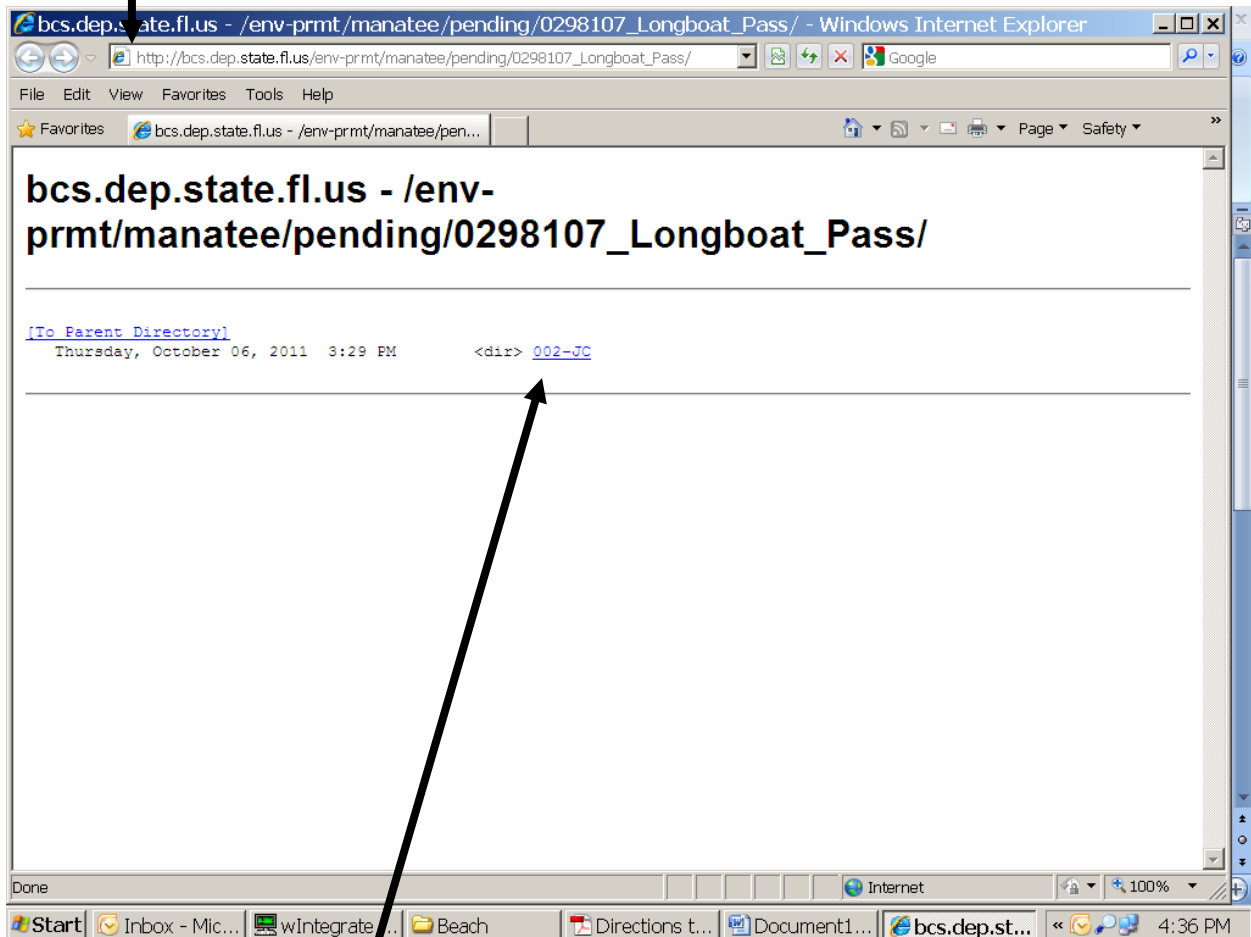 bcs.dep.state.fl.us - /env-prmt/manatee/pending/0298107_Longboat_Pass/ - Windows Internet Explorer
http://bcs.dep.state.fl.us/env-prmt/manatee/pending/0298107_Longboat_Pass/
Google
File Edit View Favorites Tools Help
Favorites bcs.dep.state.fl.us - /env-prmt/manatee/pen... Page Safety »
bcs.dep.state.fl.us - /env-
prmt/manatee/pending/0298107_Longboat_Pass/
[To Parent Directory]
Thursday, October 06, 2011 3:29 PM <dir> 002-JC
Done Internet 100%
Start Inbox - Mic... wIntegrate ... Beach Directions t... Document1... bcs.dep.st... « 4:36 PM